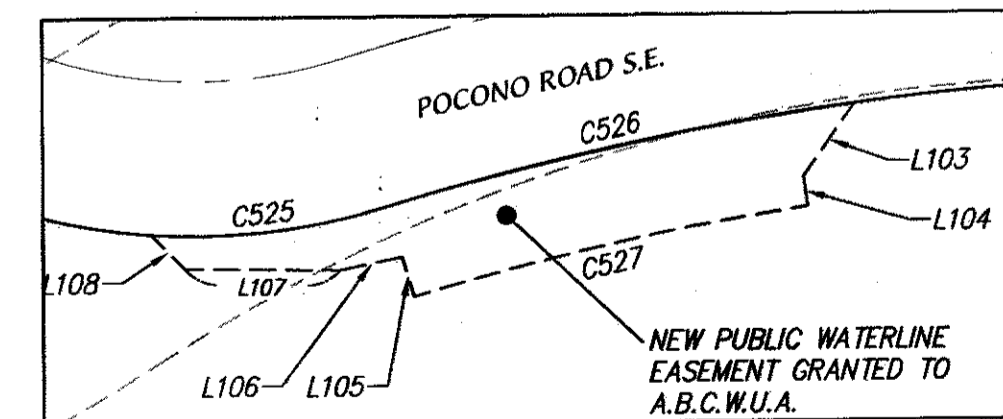 POCONO ROAD S.E.
C526
L103
C525
L104
C527
L108
L107
NEW PUBLIC WATERLINE
EASEMENT GRANTED TO
A.B.C.W.U.A.
L106
L105